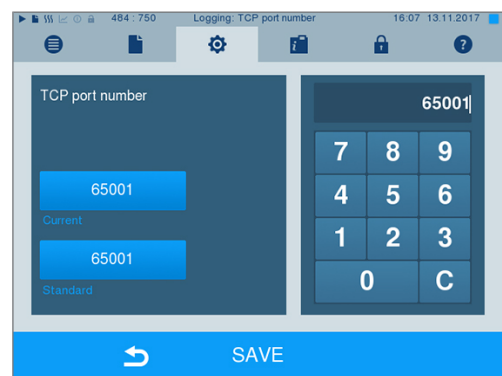 484 : 750 Logging: TCP port number 16:07 13.11.2017
i ?
TCP port number
65001
7 8 9
65001
4 5 6
Current
1 2 3
65001
0 C
Standard
SAVE